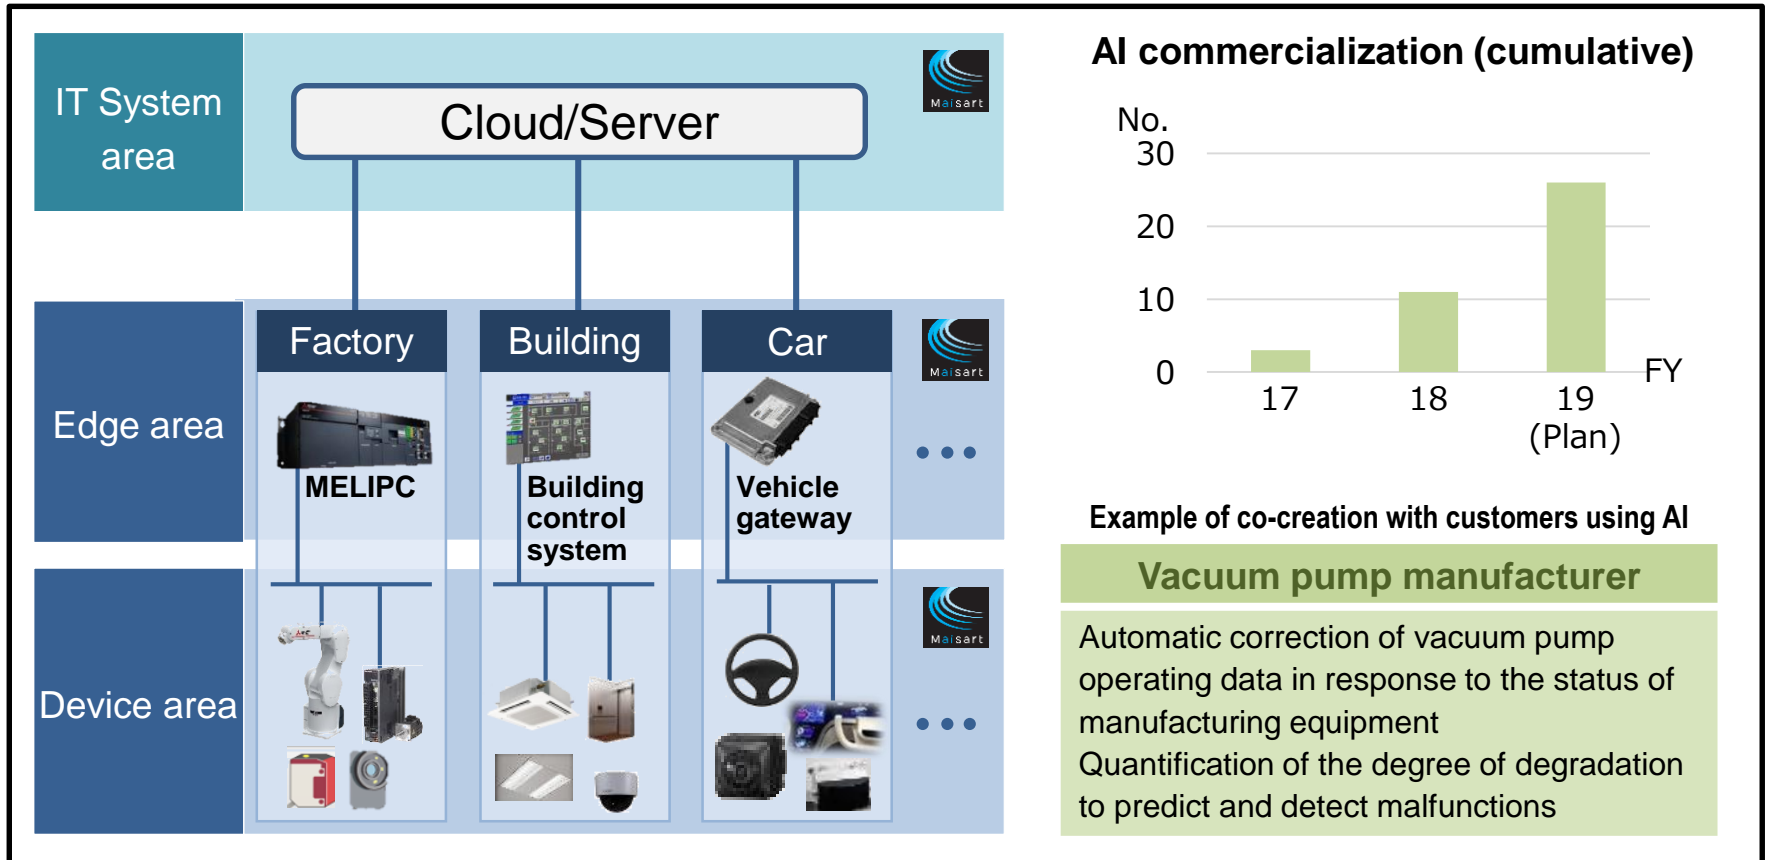 IT System
area
Cloud/Server
Maisart
Edge area
Factory
Building
Car
Maisart
MELIPC
Building
control
system
Vehicle
gateway
Device area
Maisart
AI commercialization (cumulative)
No.
30
20
10
0
17
18
19
(Plan)
FY
Example of co-creation with customers using AI
Vacuum pump manufacturer
Automatic correction of vacuum pump
operating data in response to the status of
manufacturing equipment
Quantification of the degree of degradation
to predict and detect malfunctions